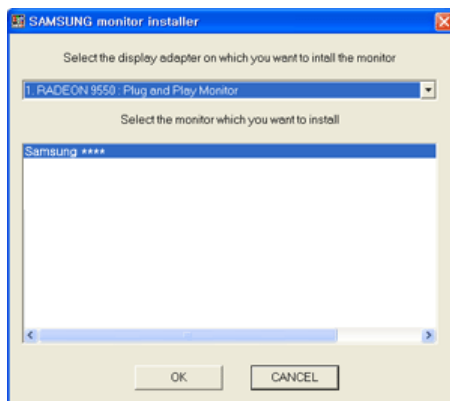 SAMSUNG monitor installer
Select the display adapter on which you want to intall the monitor
1. RADEON 9550 : Plug and Play Monitor
Select the monitor which you want to install
Samsung ****
OK
CANCEL